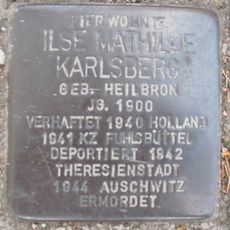 HIER WOHNTE
ILSE MATHILDE
KARLSBERG
GEB. HEILBRON
JG. 1900
VERHAFTET 1940 HOLLAND
1941 KZ FUHLSBÜTTEL
DEPORTIERT 1942
THERESIENSTADT
1944 AUSCHWITZ
ERMORDET